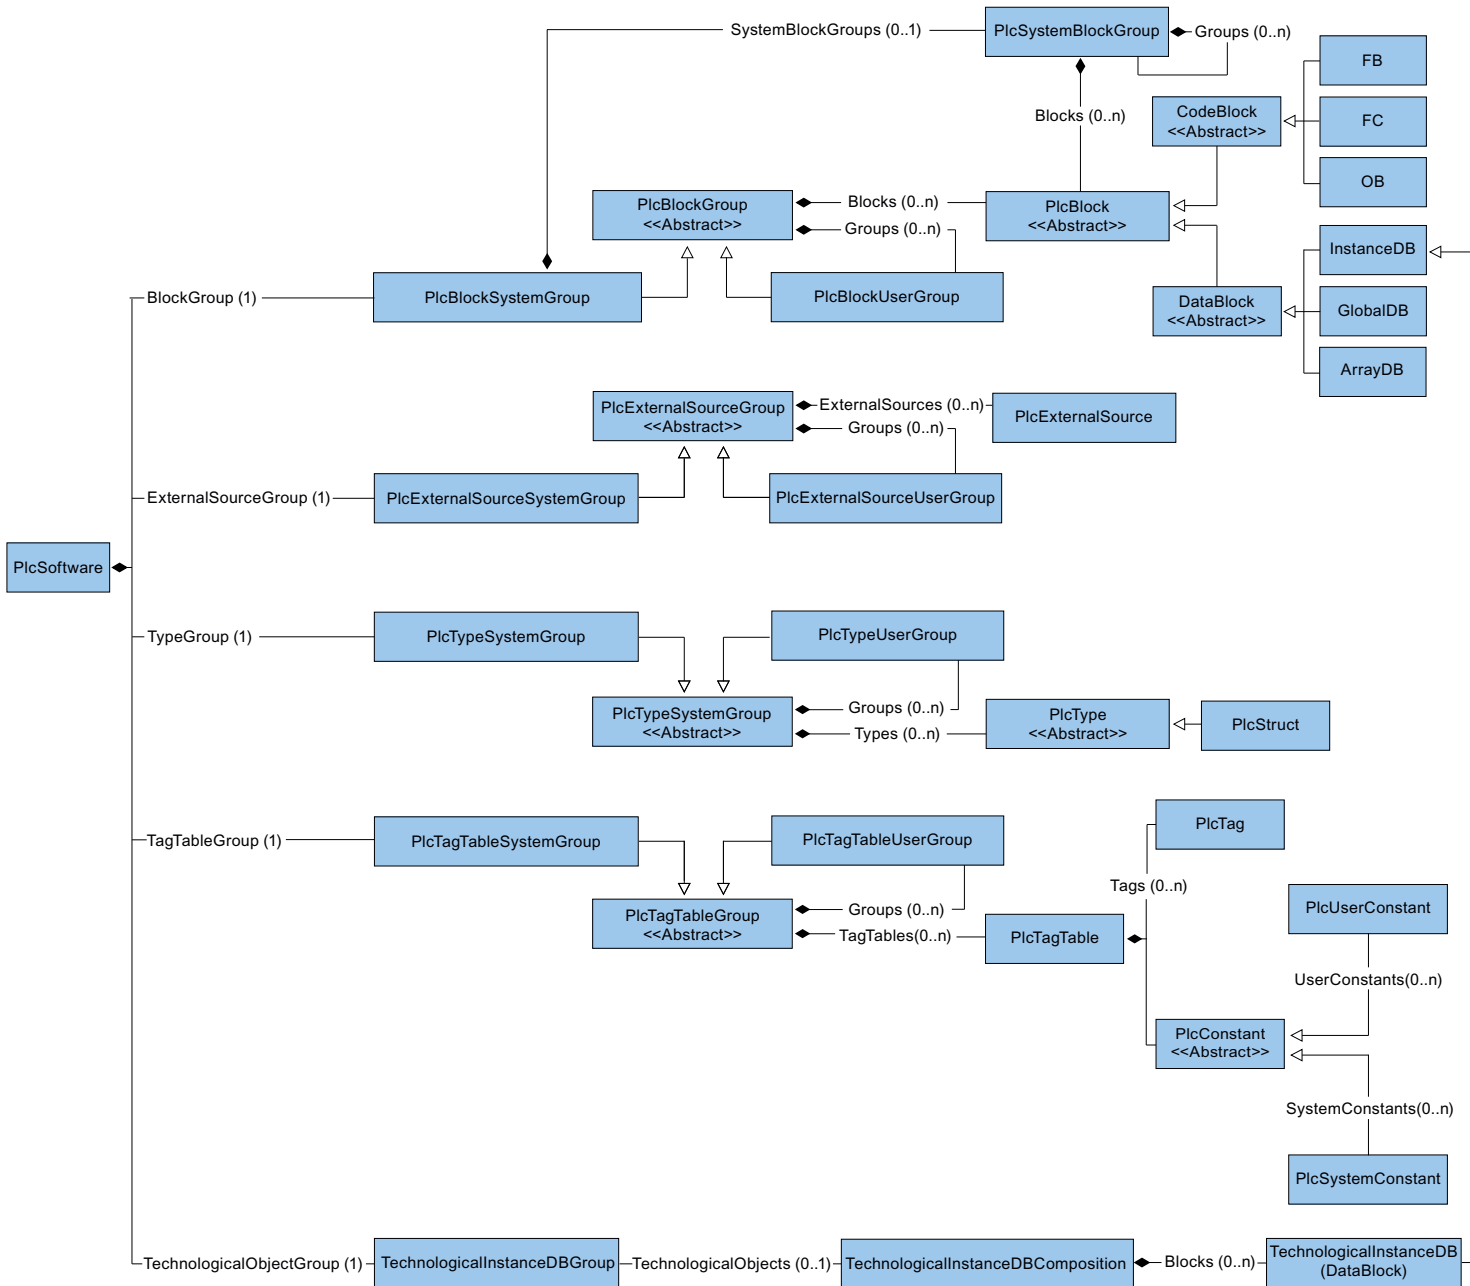 SystemBlockGroups (0..1)
PlcSystemBlockGroup
Groups (0..n)
FB
Blocks (0..n)
CodeBlock
<<Abstract>>
FC
OB
PlcBlockGroup
<<Abstract>>
Blocks (0..n)
Groups (0..n)
PlcBlock
<<Abstract>>
InstanceDB
BlockGroup (1)
PlcBlockSystemGroup
PlcBlockUserGroup
DataBlock
<<Abstract>>
GlobalDB
ArrayDB
PlcExternalSourceGroup
<<Abstract>>
ExternalSources (0..n)
Groups (0..n)
PlcExternalSource
ExternalSourceGroup (1)
PlcExternalSourceSystemGroup
PlcExternalSourceUserGroup
PlcSoftware
TypeGroup (1)
PlcTypeSystemGroup
PlcTypeUserGroup
PlcTypeSystemGroup
<<Abstract>>
Groups (0..n)
Types (0..n)
PlcType
<<Abstract>>
PlcStruct
TagTableGroup (1)
PlcTagTableSystemGroup
PlcTagTableUserGroup
PlcTag
Tags (0..n)
PlcTagTableGroup
<<Abstract>>
Groups (0..n)
TagTables(0..n)
PlcTagTable
PlcUserConstant
UserConstants(0..n)
PlcConstant
<<Abstract>>
SystemConstants(0..n)
PlcSystemConstant
TechnologicalObjectGroup (1)
TechnologicalInstanceDBGroup
TechnologicalObjects (0..1)
TechnologicalInstanceDBComposition
Blocks (0..n)
TechnologicalInstanceDB
(DataBlock)